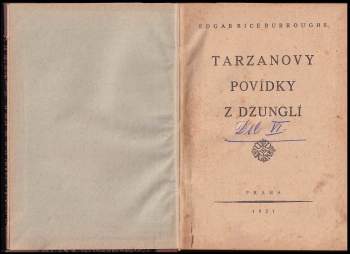 EDGAR RICE BURROUGHS
TARZANOVY
POVÍDKY
Z DZUNGLÍ
Díl VI
PRAHA
1921